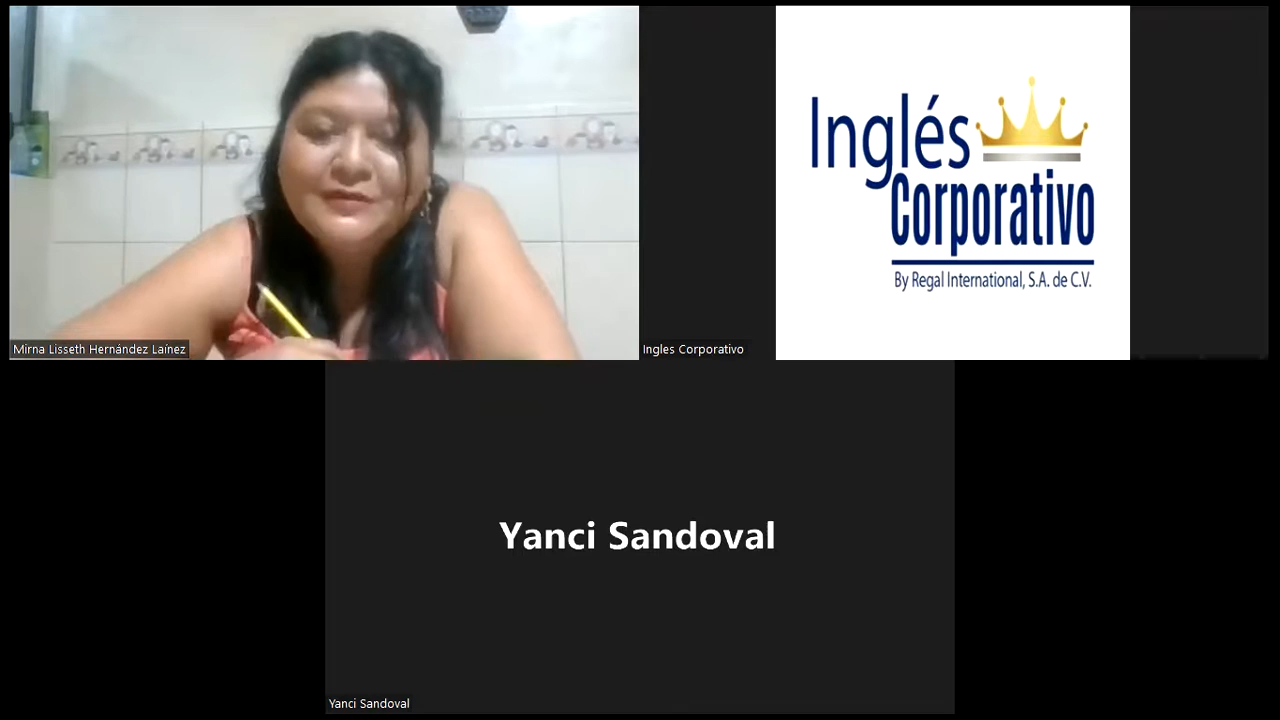 Inglés
Corporativo
By Regal International, S.A. de C.V.
Mirna Lisseth Hernández Laínez
Ingles Corporativo
Yanci Sandoval
Yanci Sandoval